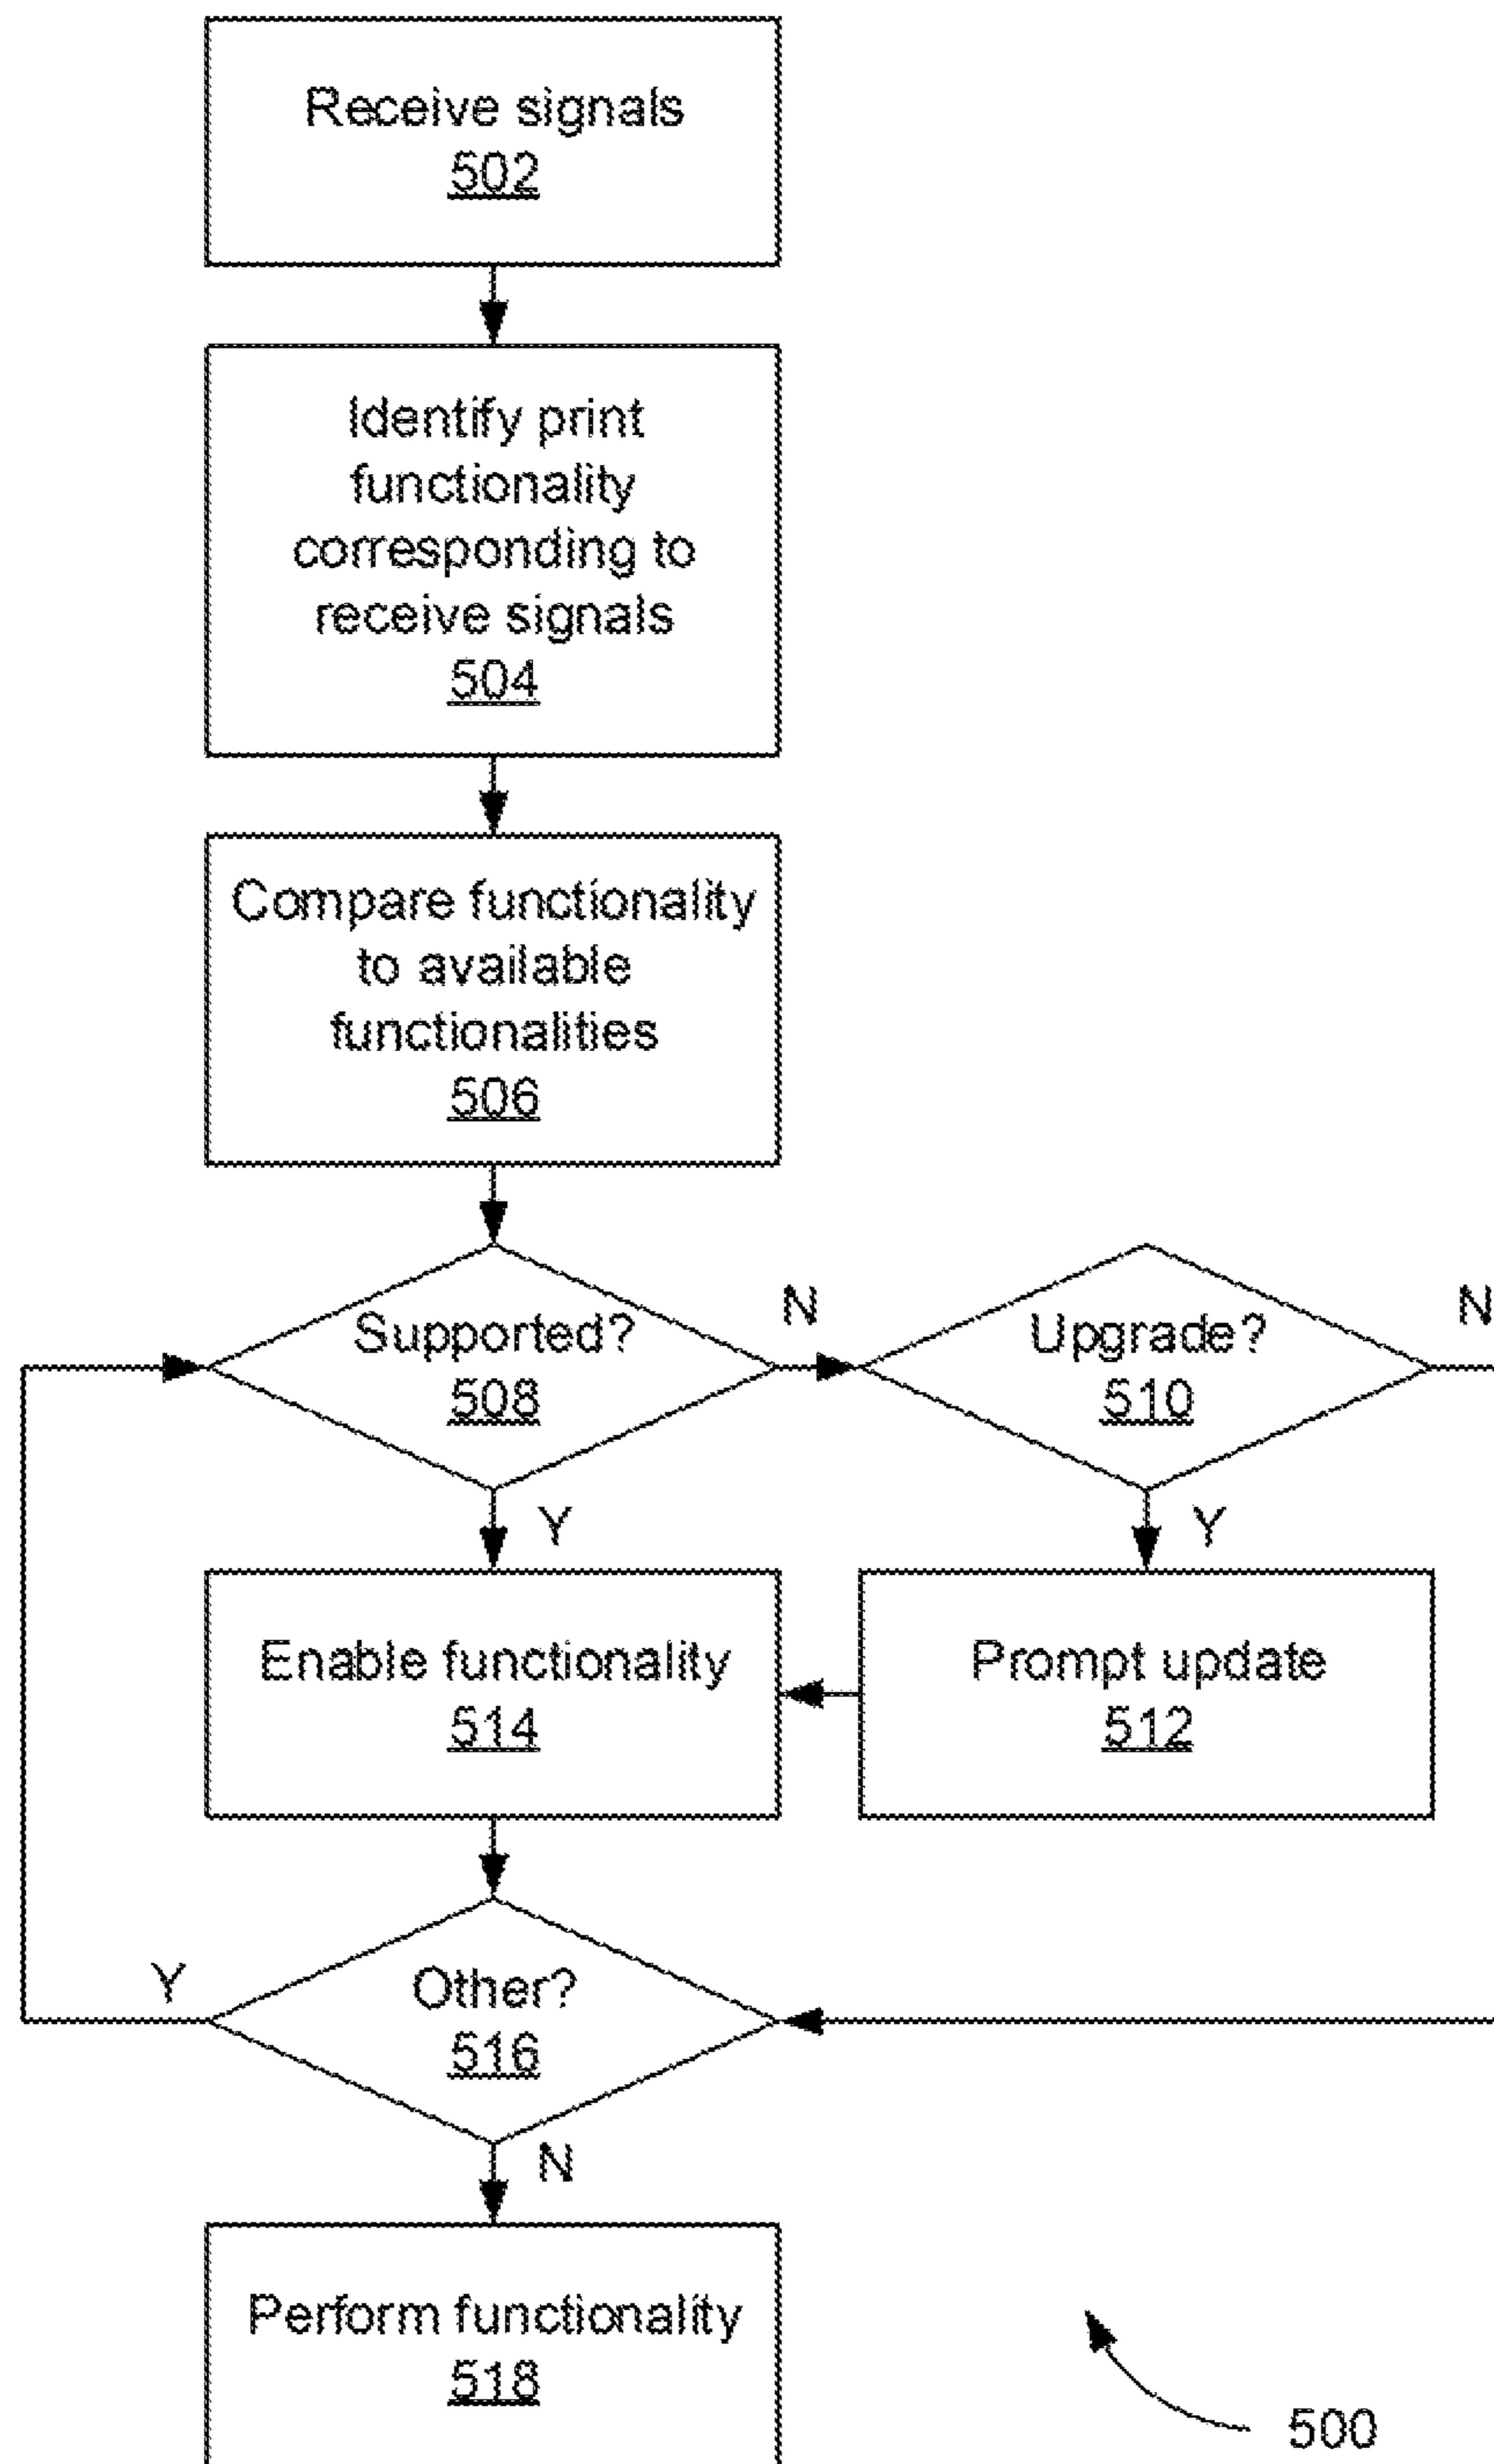 Receive signals
502
Identify print
functionality
corresponding to
receive signals
504
Compare functionality
to available
functionalities
506
Supported?
508
N
Upgrade?
510
N
Y
Y
Enable functionality
514
Prompt update
512
Y
Other?
516
N
Perform functionality
518
500